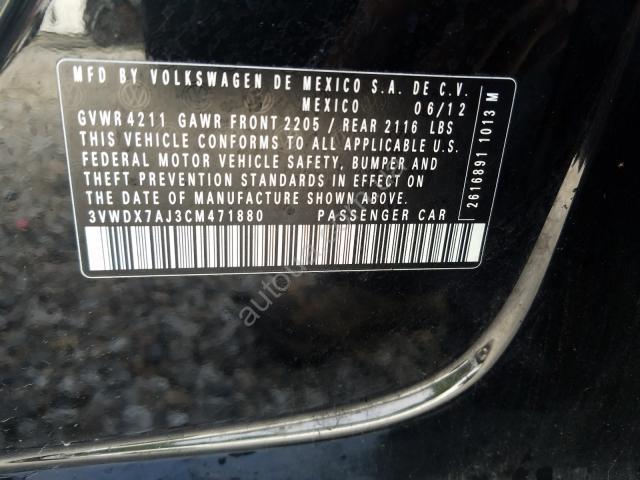 MFD BY VOLKSWAGEN DE MEXICO S.A. DE C.V.
MEXICO 06/12
GVWR 4211 GAWR FRONT 2205 / REAR 2116 LBS
THIS VEHICLE CONFORMS TO ALL APPLICABLE U.S.
FEDERAL MOTOR VEHICLE SAFETY, BUMPER AND
THEFT PREVENTION STANDARDS IN EFFECT ON
THE DATE OF MANUFACTURE SHOWN ABOVE.
3VWDX7AJ3CM471880 PASSENGER CAR
2616891 1013 M